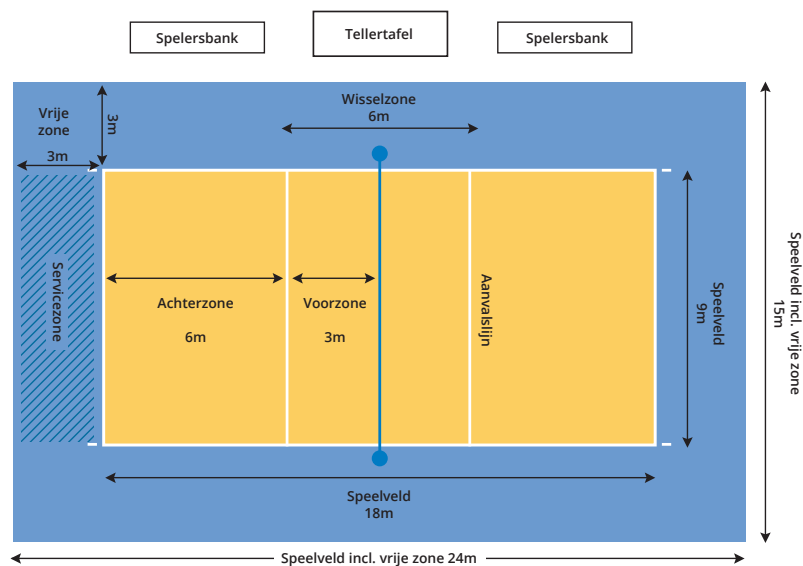 Spelersbank
Tellertafel
Spelersbank
Vrije
zone
3m
3m
Wisselzone
6m
Servicezone
Achterzone
6m
Voorzone
3m
Aanvalslijn
Speelveld
9m
Speelveld incl. vrije zone
15m
Speelveld
18m
Speelveld incl. vrije zone 24m